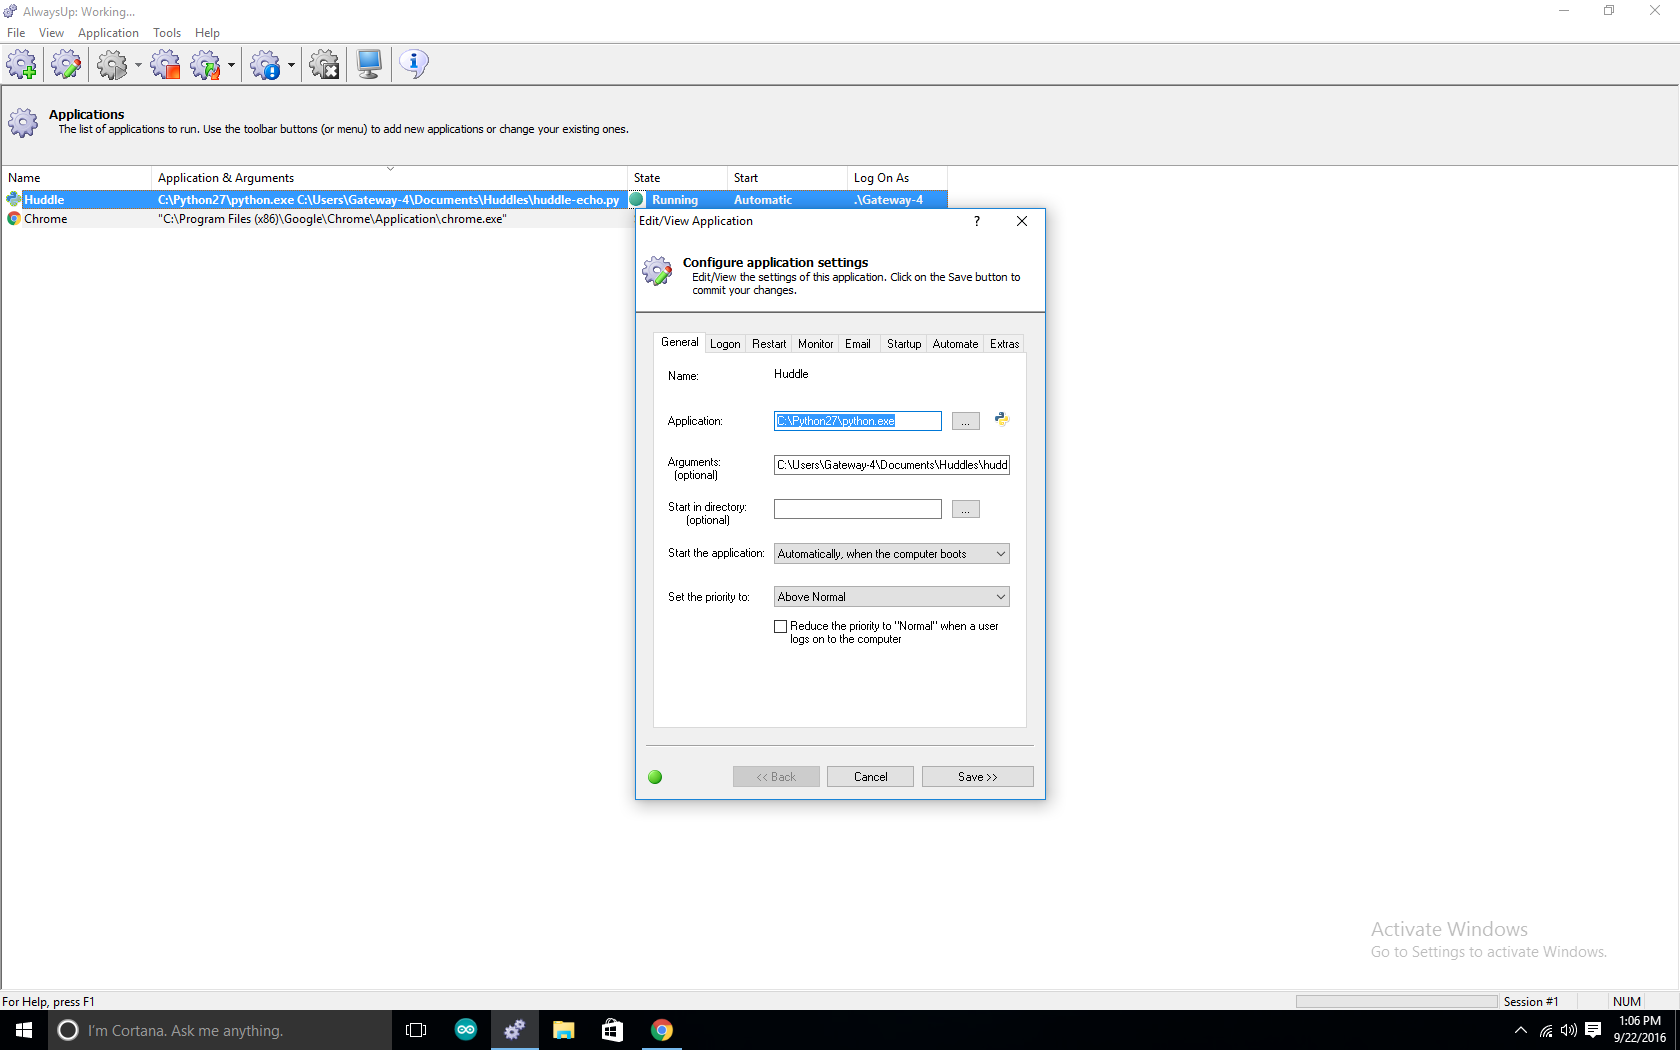 AlwaysUp: Working...
File View Application Tools Help
Applications
The list of applications to run. Use the toolbar buttons (or menu) to add new applications or change your existing ones.
Name Application & Arguments State Start Log On As
Huddle C:\Python27\python.exe C:\Users\Gateway-4\Documents\Huddles\huddle-echo.py Running Automatic .\Gateway-4
Chrome "C:\Program Files (x86)\Google\Chrome\Application\chrome.exe"
Edit/View Application ?
Configure application settings
Edit/View the settings of this application. Click on the Save button to
commit your changes.
General Logon Restart Monitor Email Startup Automate Extras
Name: Huddle
Application: C:\Python27\python.exe ...
Arguments: C:\Users\Gateway-4\Documents\Huddles\hudd
(optional)
Start in directory: ...
(optional)
Start the application: Automatically, when the computer boots
Set the priority to: Above Normal
Reduce the priority to "Normal" when a user
logs on to the computer
<< Back Cancel Save >>
Activate Windows
Go to Settings to activate Windows.
For Help, press F1 Session #1 NUM
I'm Cortana. Ask me anything.
1:06 PM
9/22/2016